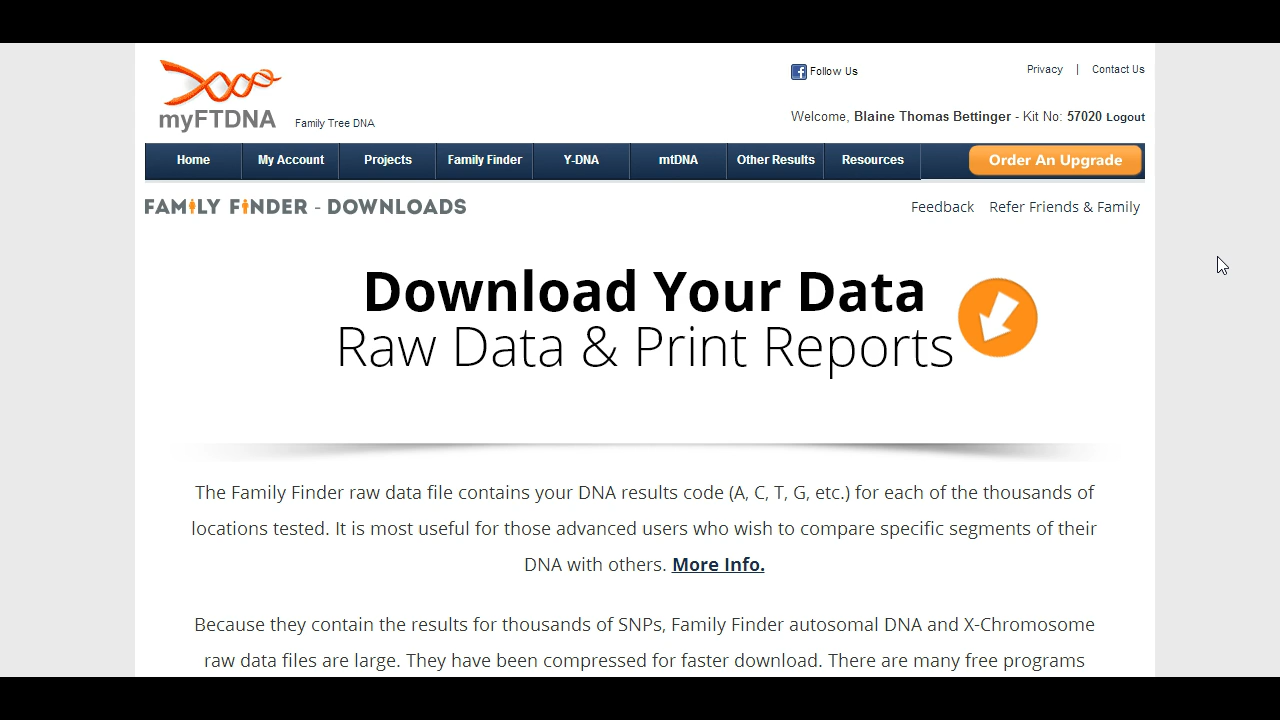 Follow Us
Privacy | Contact Us
myFTDNA Family Tree DNA
Welcome, Blaine Thomas Bettinger - Kit No: 57020 Logout
Home My Account Projects Family Finder Y-DNA mtDNA Other Results Resources Order An Upgrade
FAMILY FINDER - DOWNLOADS Feedback Refer Friends & Family
Download Your Data
Raw Data & Print Reports
The Family Finder raw data file contains your DNA results code (A, C, T, G, etc.) for each of the thousands of
locations tested. It is most useful for those advanced users who wish to compare specific segments of their
DNA with others. More Info.
Because they contain the results for thousands of SNPs, Family Finder autosomal DNA and X-Chromosome
raw data files are large. They have been compressed for faster download. There are many free programs